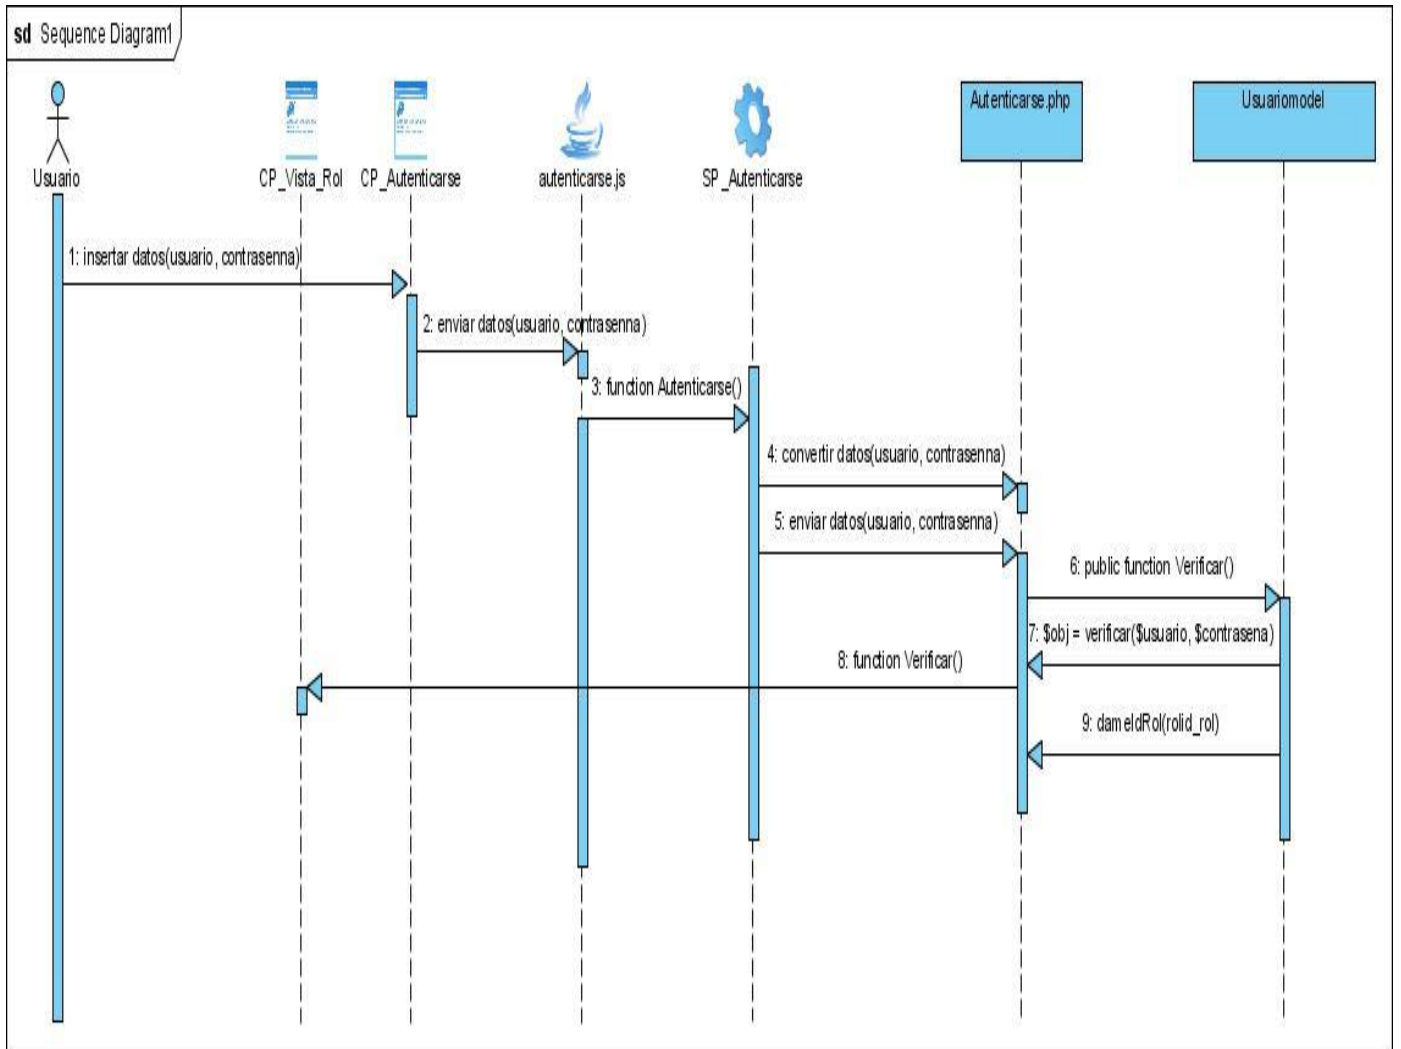 sd Sequence Diagram1
Usuario
CP_Vista_Rol
CP_Autenticarse
autenticarse.js
SP_Autenticarse
Autenticarse.php
Usuariomodel
1: insertar datos(usuario, contrasenna)
2: enviar datos(usuario, contrasenna)
3: function Autenticarse()
4: convertir datos(usuario, contrasenna)
5: enviar datos(usuario, contrasenna)
6: public function Verificar()
7: $obj = verificar($usuario, $contrasena)
8: function Verificar()
9: dameIdRol(rolid_rol)